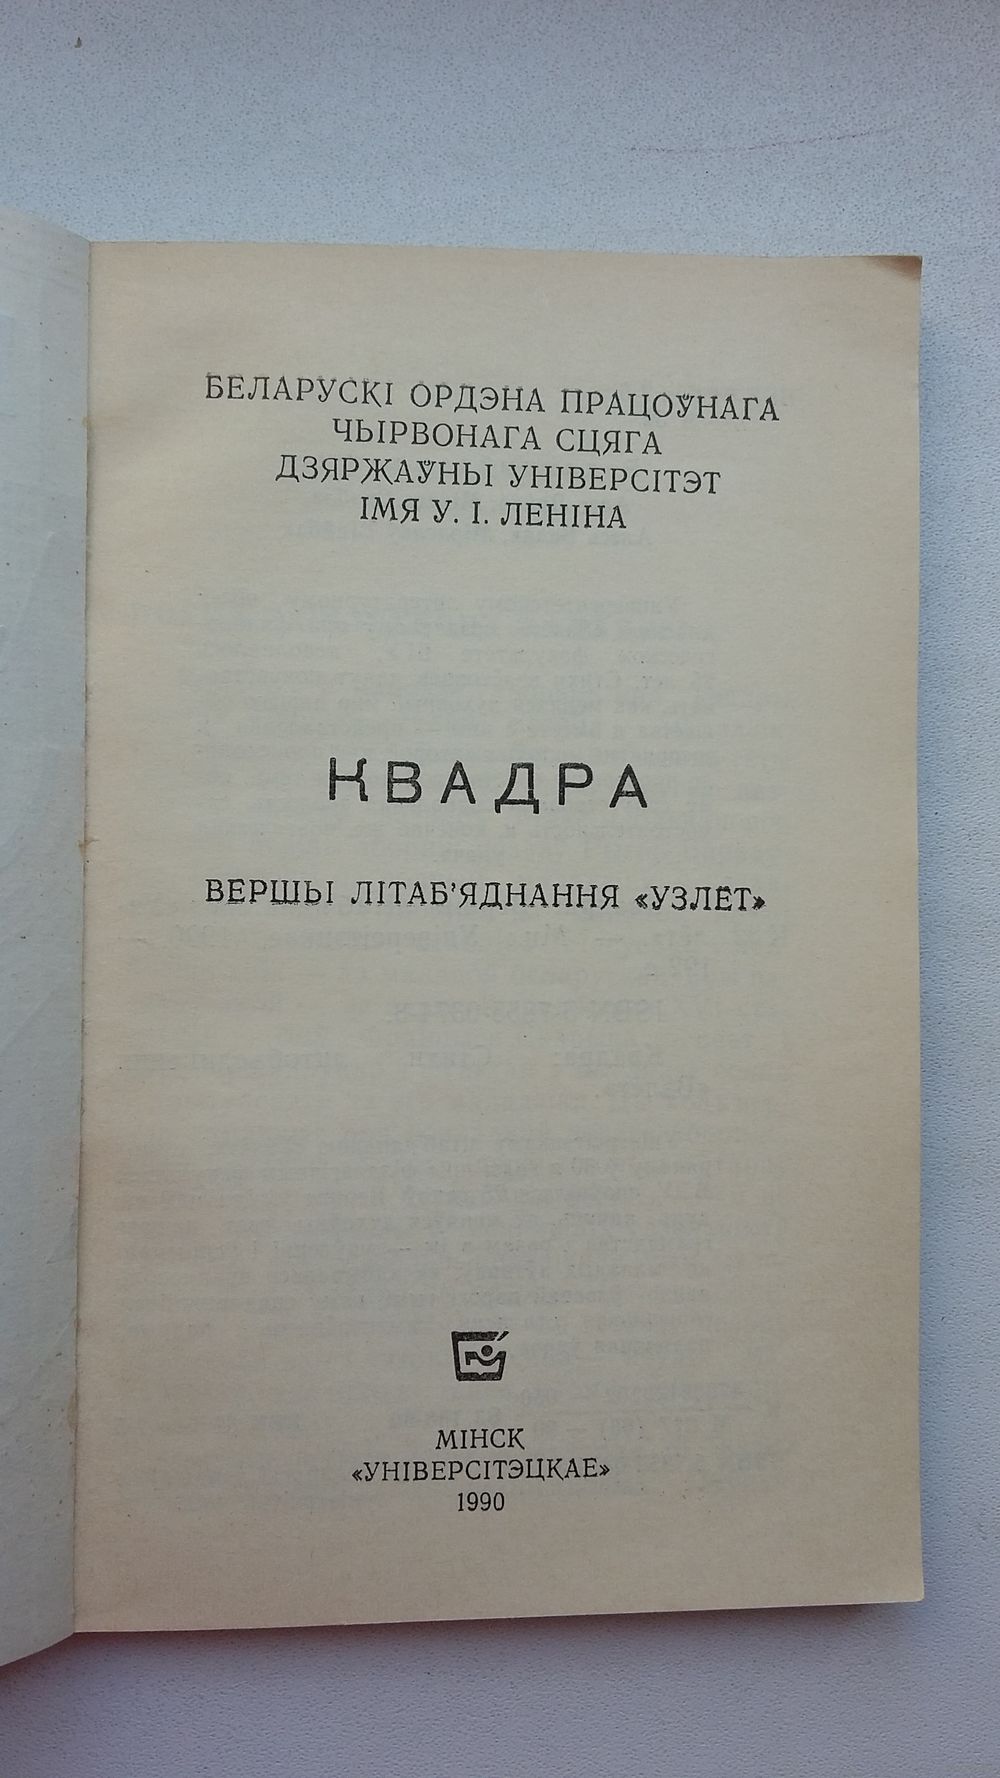 БЕЛАРУСКІ ОРДЭНА ПРАЦОЎНАГА
ЧЫРВОНАГА СЦЯГА
ДЗЯРЖАЎНЫ УНІВЕРСІТЭТ
ІМЯ У. І. ЛЕНІНА
КВАДРА
ВЕРШЫ ЛІТАБ’ЯДНАННЯ «УЗЛЁТ»
МІНСК
«УНІВЕРСІТЭЦКАЕ»
1990